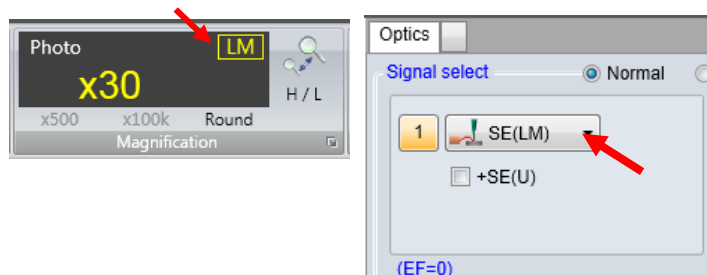 Photo LM
x30
H / L
x500 x100k Round
Magnification
Optics
Signal select Normal
1 SE(LM)
+SE(U)
(EF=0)